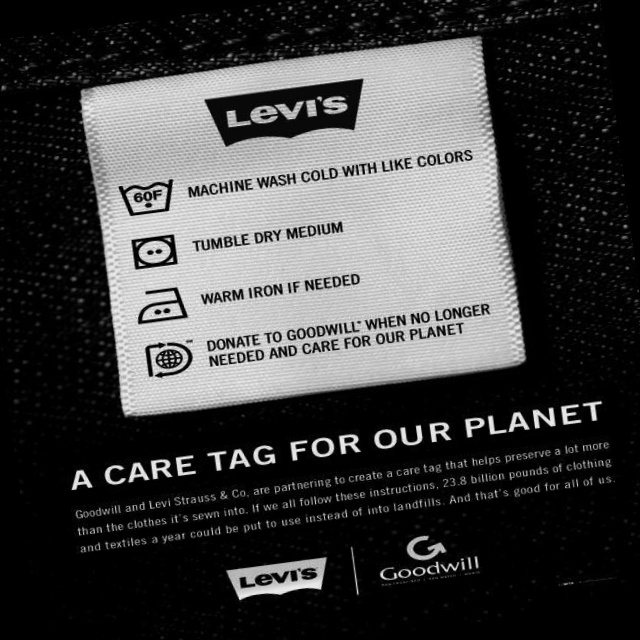 Levi's
60F
MACHINE WASH COLD WITH LIKE COLORS
TUMBLE DRY MEDIUM
WARM IRON IF NEEDED
DONATE TO GOODWILL® WHEN NO LONGER
NEEDED AND CARE FOR OUR PLANET
A CARE TAG FOR OUR PLANET
Goodwill and Levi Strauss & Co. are partnering to create a care tag that helps preserve a lot more
than the clothes it's sewn into. If we all follow these instructions, 23.8 billion pounds of clothing
and textiles a year could be put to use instead of into landfills. And that's good for all of us.
Levi's
Goodwill